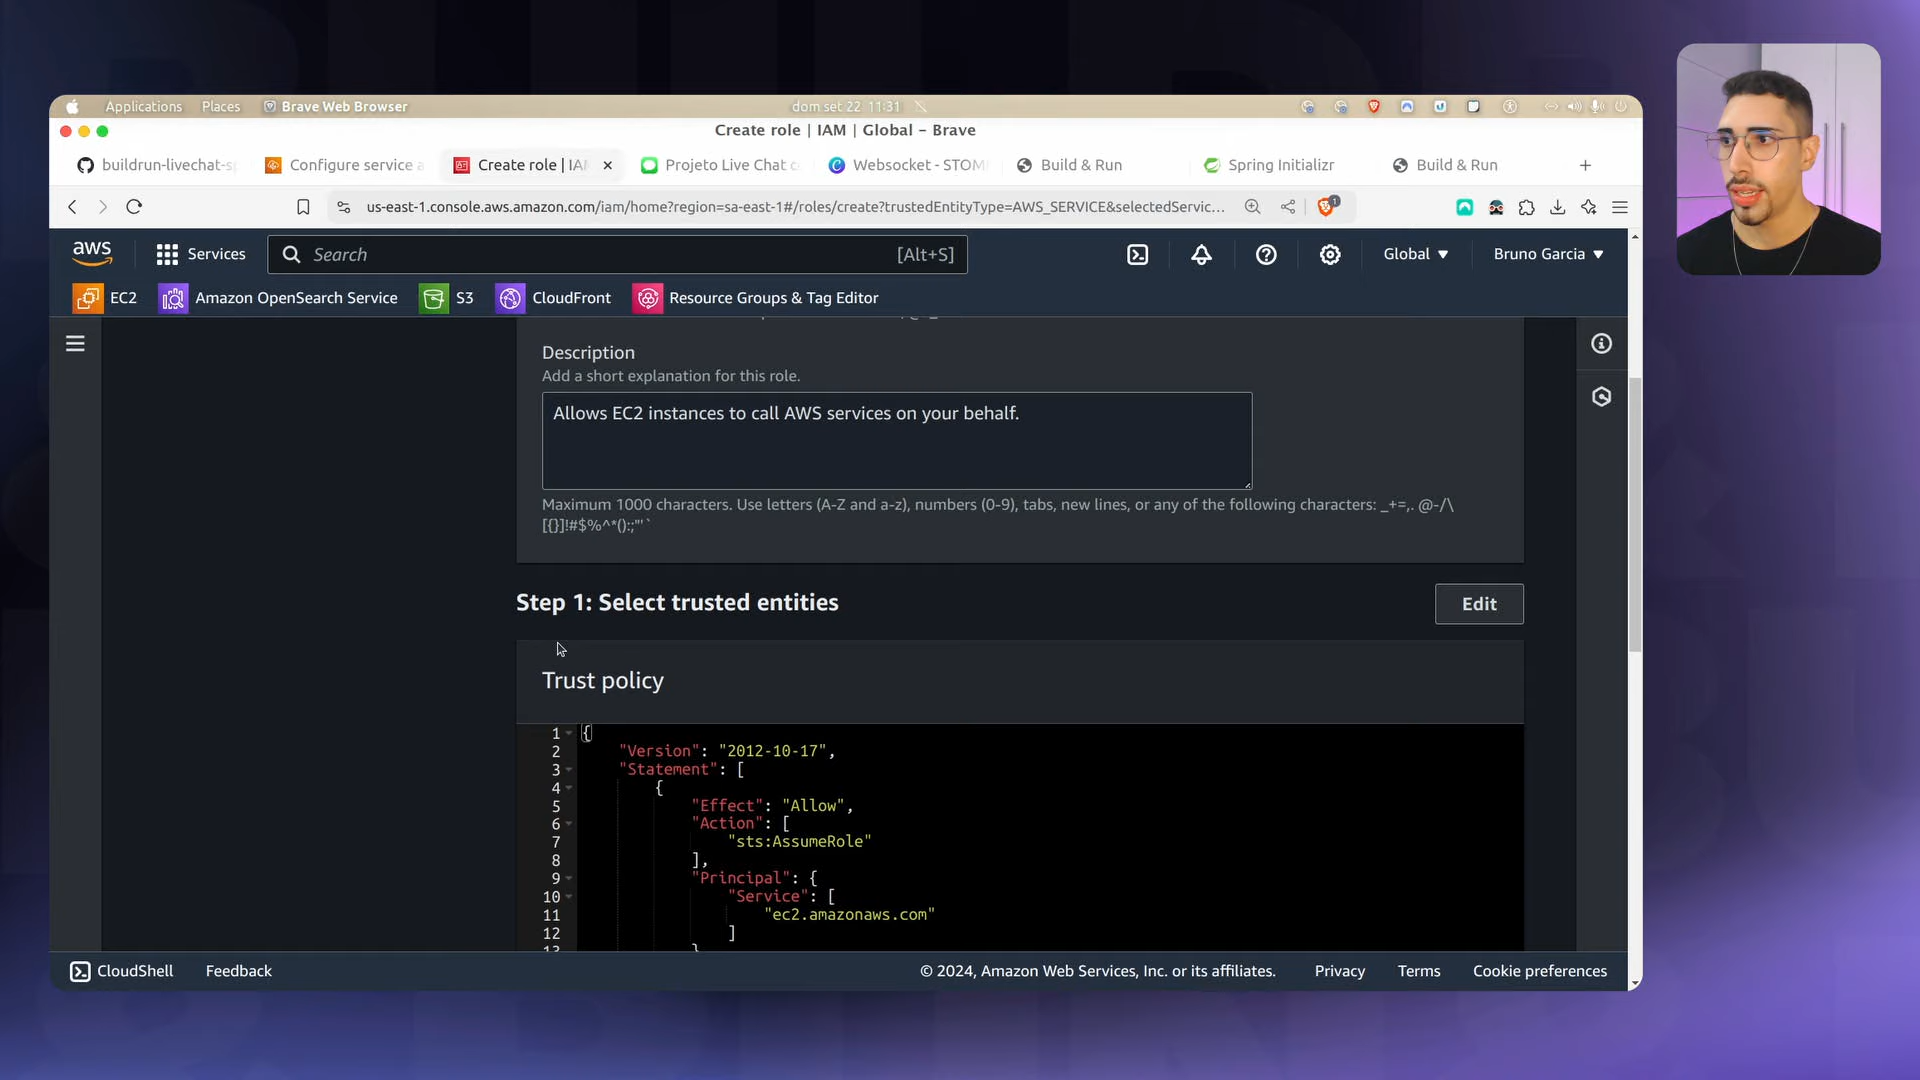 Applications Places Brave Web Browser dom set 22 11:31
Create role | IAM | Global – Brave
buildrun-livechat-s Configure service a Create role | IA Projeto Live Chat c Websocket - STOM Build & Run Spring Initializr Build & Run
us-east-1.console.aws.amazon.com/iam/home?region=sa-east-1#/roles/create?trustedEntityType=AWS_SERVICE&selectedServic... 1
aws Services Search [Alt+S] Global Bruno Garcia
EC2 Amazon OpenSearch Service S3 CloudFront Resource Groups & Tag Editor
Description
Add a short explanation for this role.
Allows EC2 instances to call AWS services on your behalf.
Maximum 1000 characters. Use letters (A-Z and a-z), numbers (0-9), tabs, new lines, or any of the following characters: _+=,. @-/\
[{}]!#$%^*();:"'`
Step 1: Select trusted entities Edit
Trust policy
1 {
2 "Version": "2012-10-17",
3 "Statement": [
4 {
5 "Effect": "Allow",
6 "Action": [
7 "sts:AssumeRole"
8 ],
9 "Principal": {
10 "Service": [
11 "ec2.amazonaws.com"
12 ]
13 }
CloudShell Feedback © 2024, Amazon Web Services, Inc. or its affiliates. Privacy Terms Cookie preferences